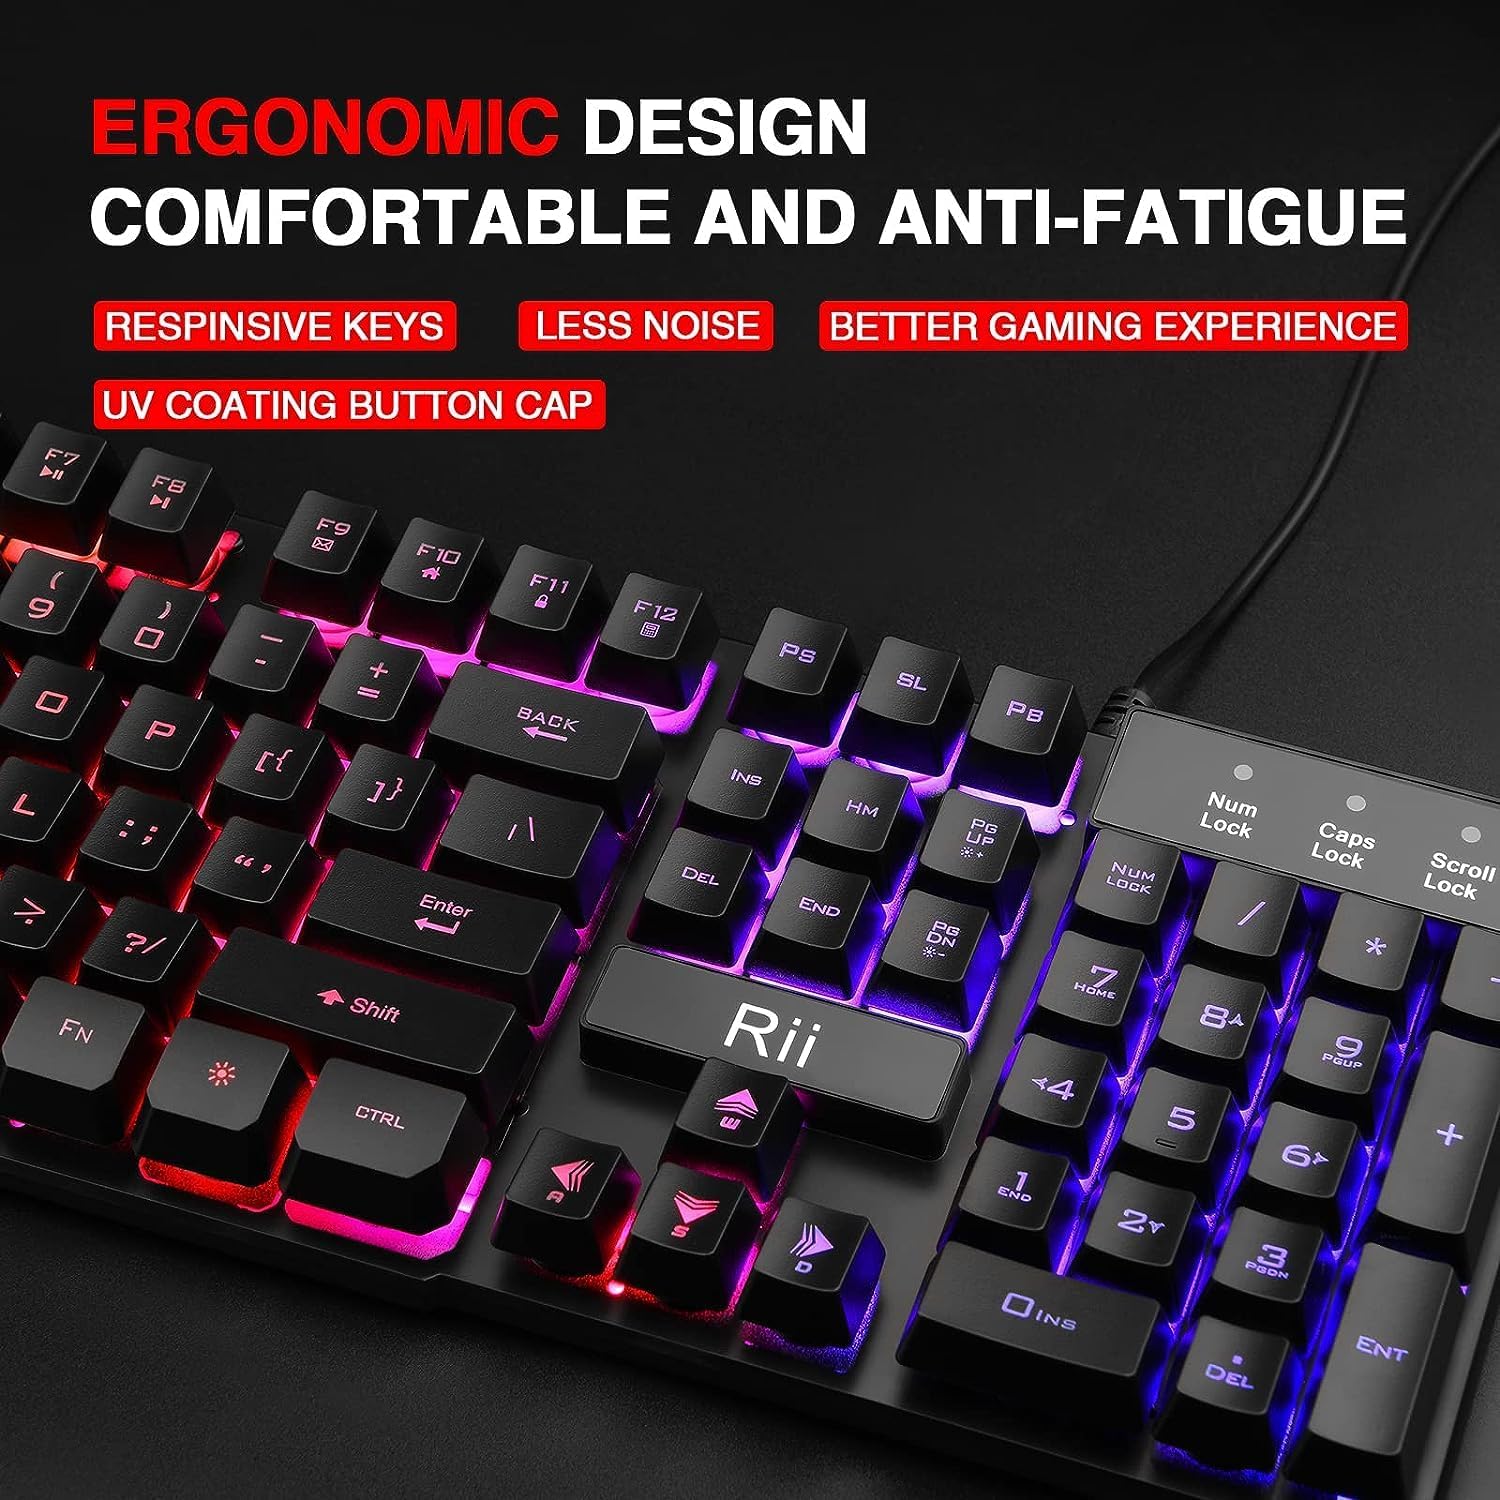 ERGONOMIC DESIGN
COMFORTABLE AND ANTI-FATIGUE
RESPINSIVE KEYS
LESS NOISE
BETTER GAMING EXPERIENCE
UV COATING BUTTON CAP
F7
F8
F9
F10
F11
F12
PS
SL
PB
( 9
) 0
_ -
+ =
BACK
INS
HM
PG UP
Num Lock
Caps Lock
Scroll Lock
O
P
[{
]}
DEL
END
PG DN
NUM LOCK
/
*
-
L
: ;
“ ,
Enter
7 HOME
8
9 PGUP
+
>
?/
Shift
Rii
4
5
6
FN
CTRL
W
A
S
D
1 END
2
3 PGDN
0 INS
. DEL
ENT